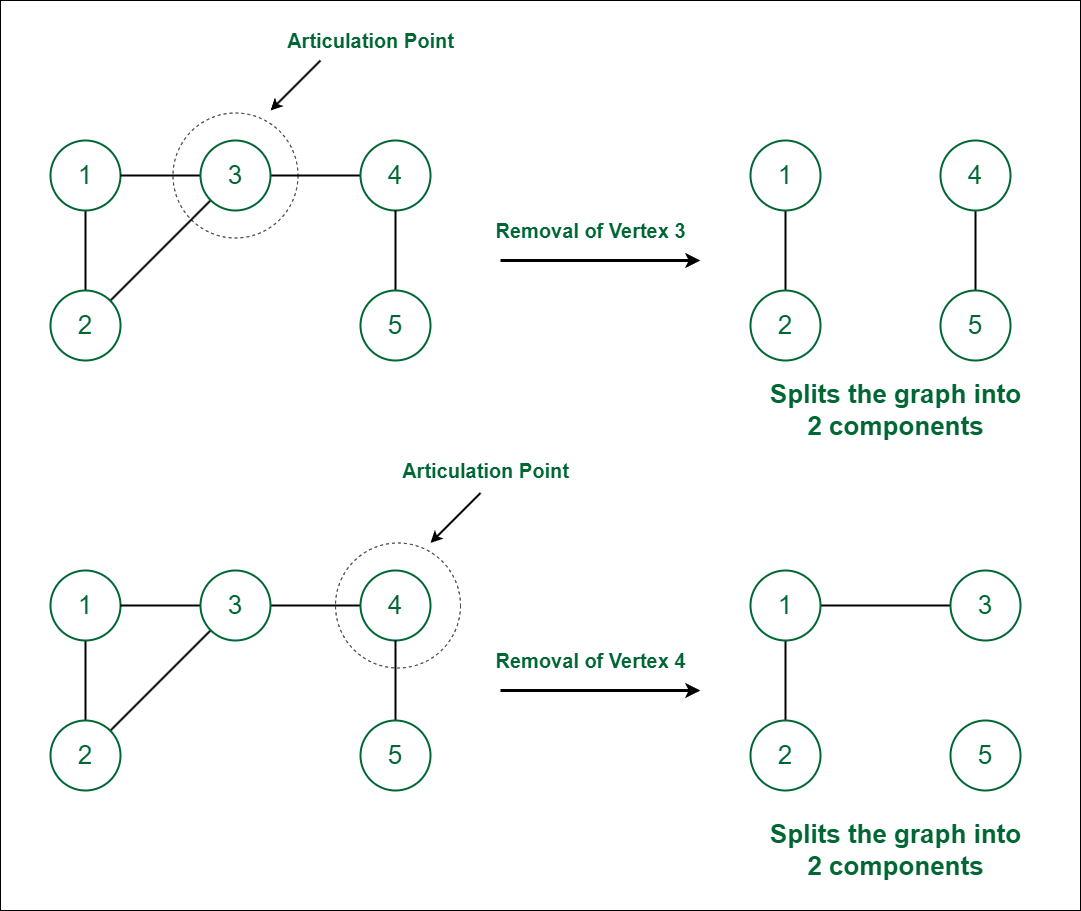 Articulation Point
1
3
4
2
5
Removal of Vertex 3
1
4
2
5
Splits the graph into
2 components
Articulation Point
1
3
4
2
5
Removal of Vertex 4
1
3
2
5
Splits the graph into
2 components